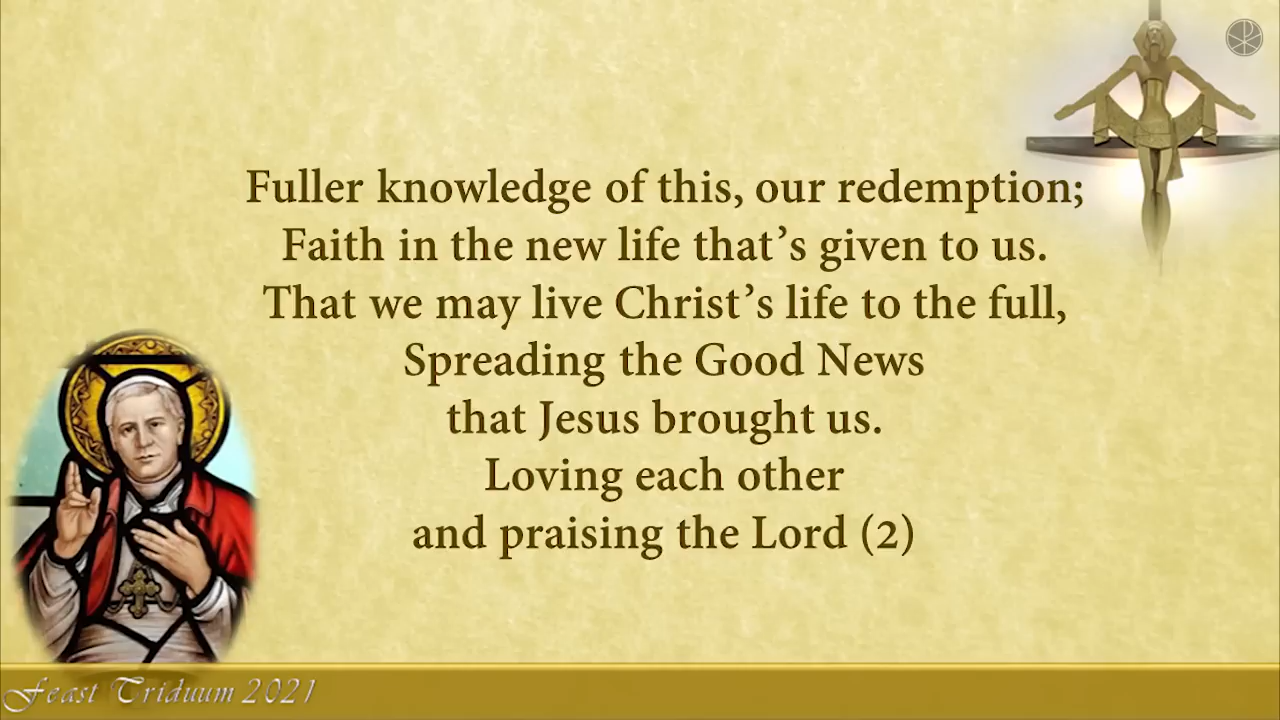 Fuller knowledge of this, our redemption;
Faith in the new life that’s given to us.
That we may live Christ’s life to the full,
Spreading the Good News
that Jesus brought us.
Loving each other
and praising the Lord (2)
Feast Triduum 2021